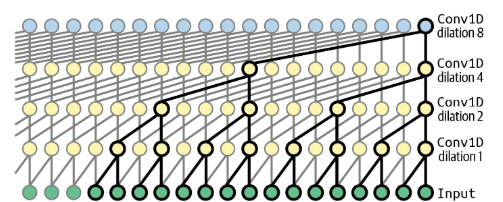 Conv1D
dilation 8
Conv1D
dilation 4
Conv1D
dilation 2
Conv1D
dilation 1
Input